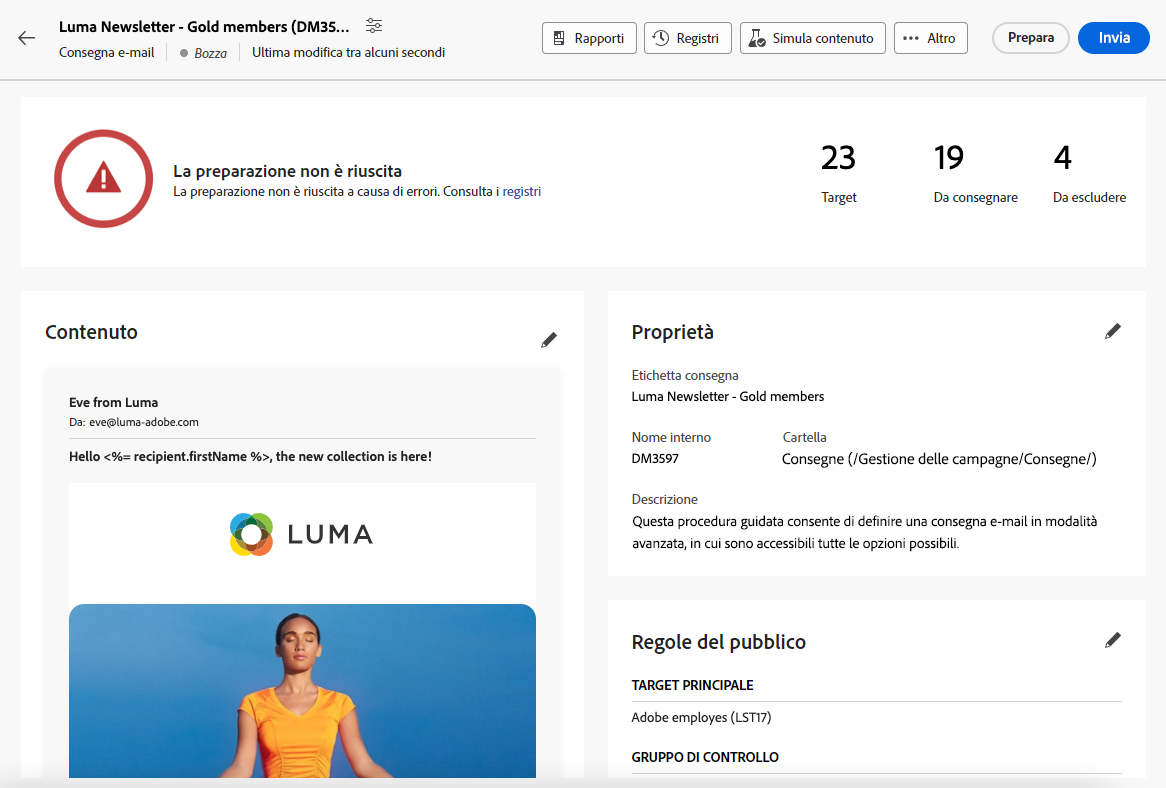 Luma Newsletter - Gold members (DM35...
Consegna e-mail
Bozza
Ultima modifica tra alcuni secondi
Rapporti
Registri
Simula contenuto
Altro
Prepara
Invia
La preparazione non è riuscita
La preparazione non è riuscita a causa di errori. Consulta i registri
23
Target
19
Da consegnare
4
Da escludere
Contenuto
Eve from Luma
Da: eve@luma-adobe.com
Hello <%= recipient.firstName %>, the new collection is here!
LUMA
Proprietà
Etichetta consegna
Luma Newsletter - Gold members
Nome interno
DM3597
Cartella
Consegne (/Gestione delle campagne/Consegne/)
Descrizione
Questa procedura guidata consente di definire una consegna e-mail in modalità
avanzata, in cui sono accessibili tutte le opzioni possibili.
Regole del pubblico
TARGET PRINCIPALE
Adobe employes (LST17)
GRUPPO DI CONTROLLO